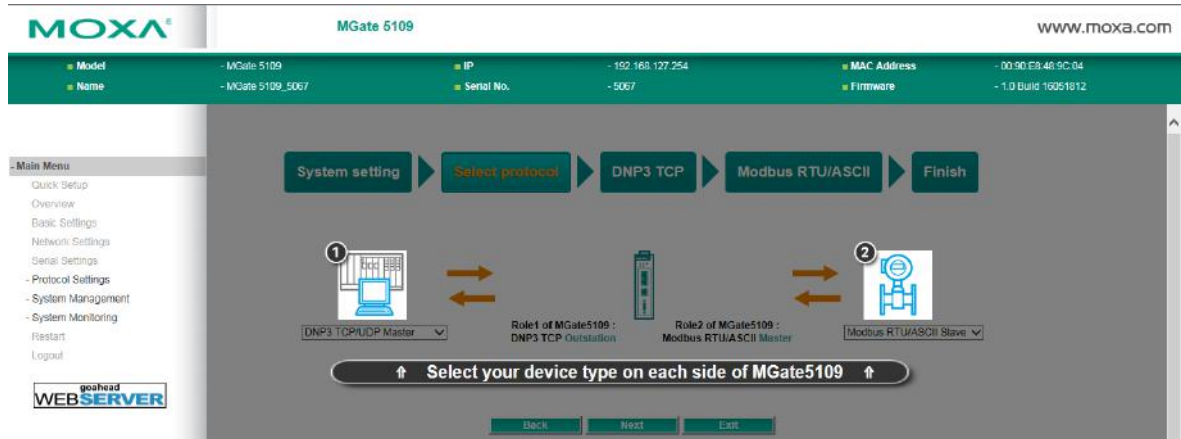 MOXA®
MGate 5109
www.moxa.com
Model - MGate 5109 IP - 192.168.127.254 MAC Address - 00:90:E8:48:9C:04
Name - MGate 5109_5067 Serial No. - 5067 Firmware - 1.0 Build 16051812
- Main Menu
Quick Setup
Overview
Basic Settings
Network Settings
Serial Settings
- Protocol Settings
- System Management
- System Monitoring
Restart
Logout
goahead
WEBSERVER
System setting Select protocol DNP3 TCP Modbus RTU/ASCII Finish
1 2
DNP3 TCP/UDP Master
Role1 of MGate5109 :
DNP3 TCP Outstation
Role2 of MGate5109 :
Modbus RTU/ASCII Master
Modbus RTU/ASCII Slave
⇑ Select your device type on each side of MGate5109 ⇑
Back Next Exit